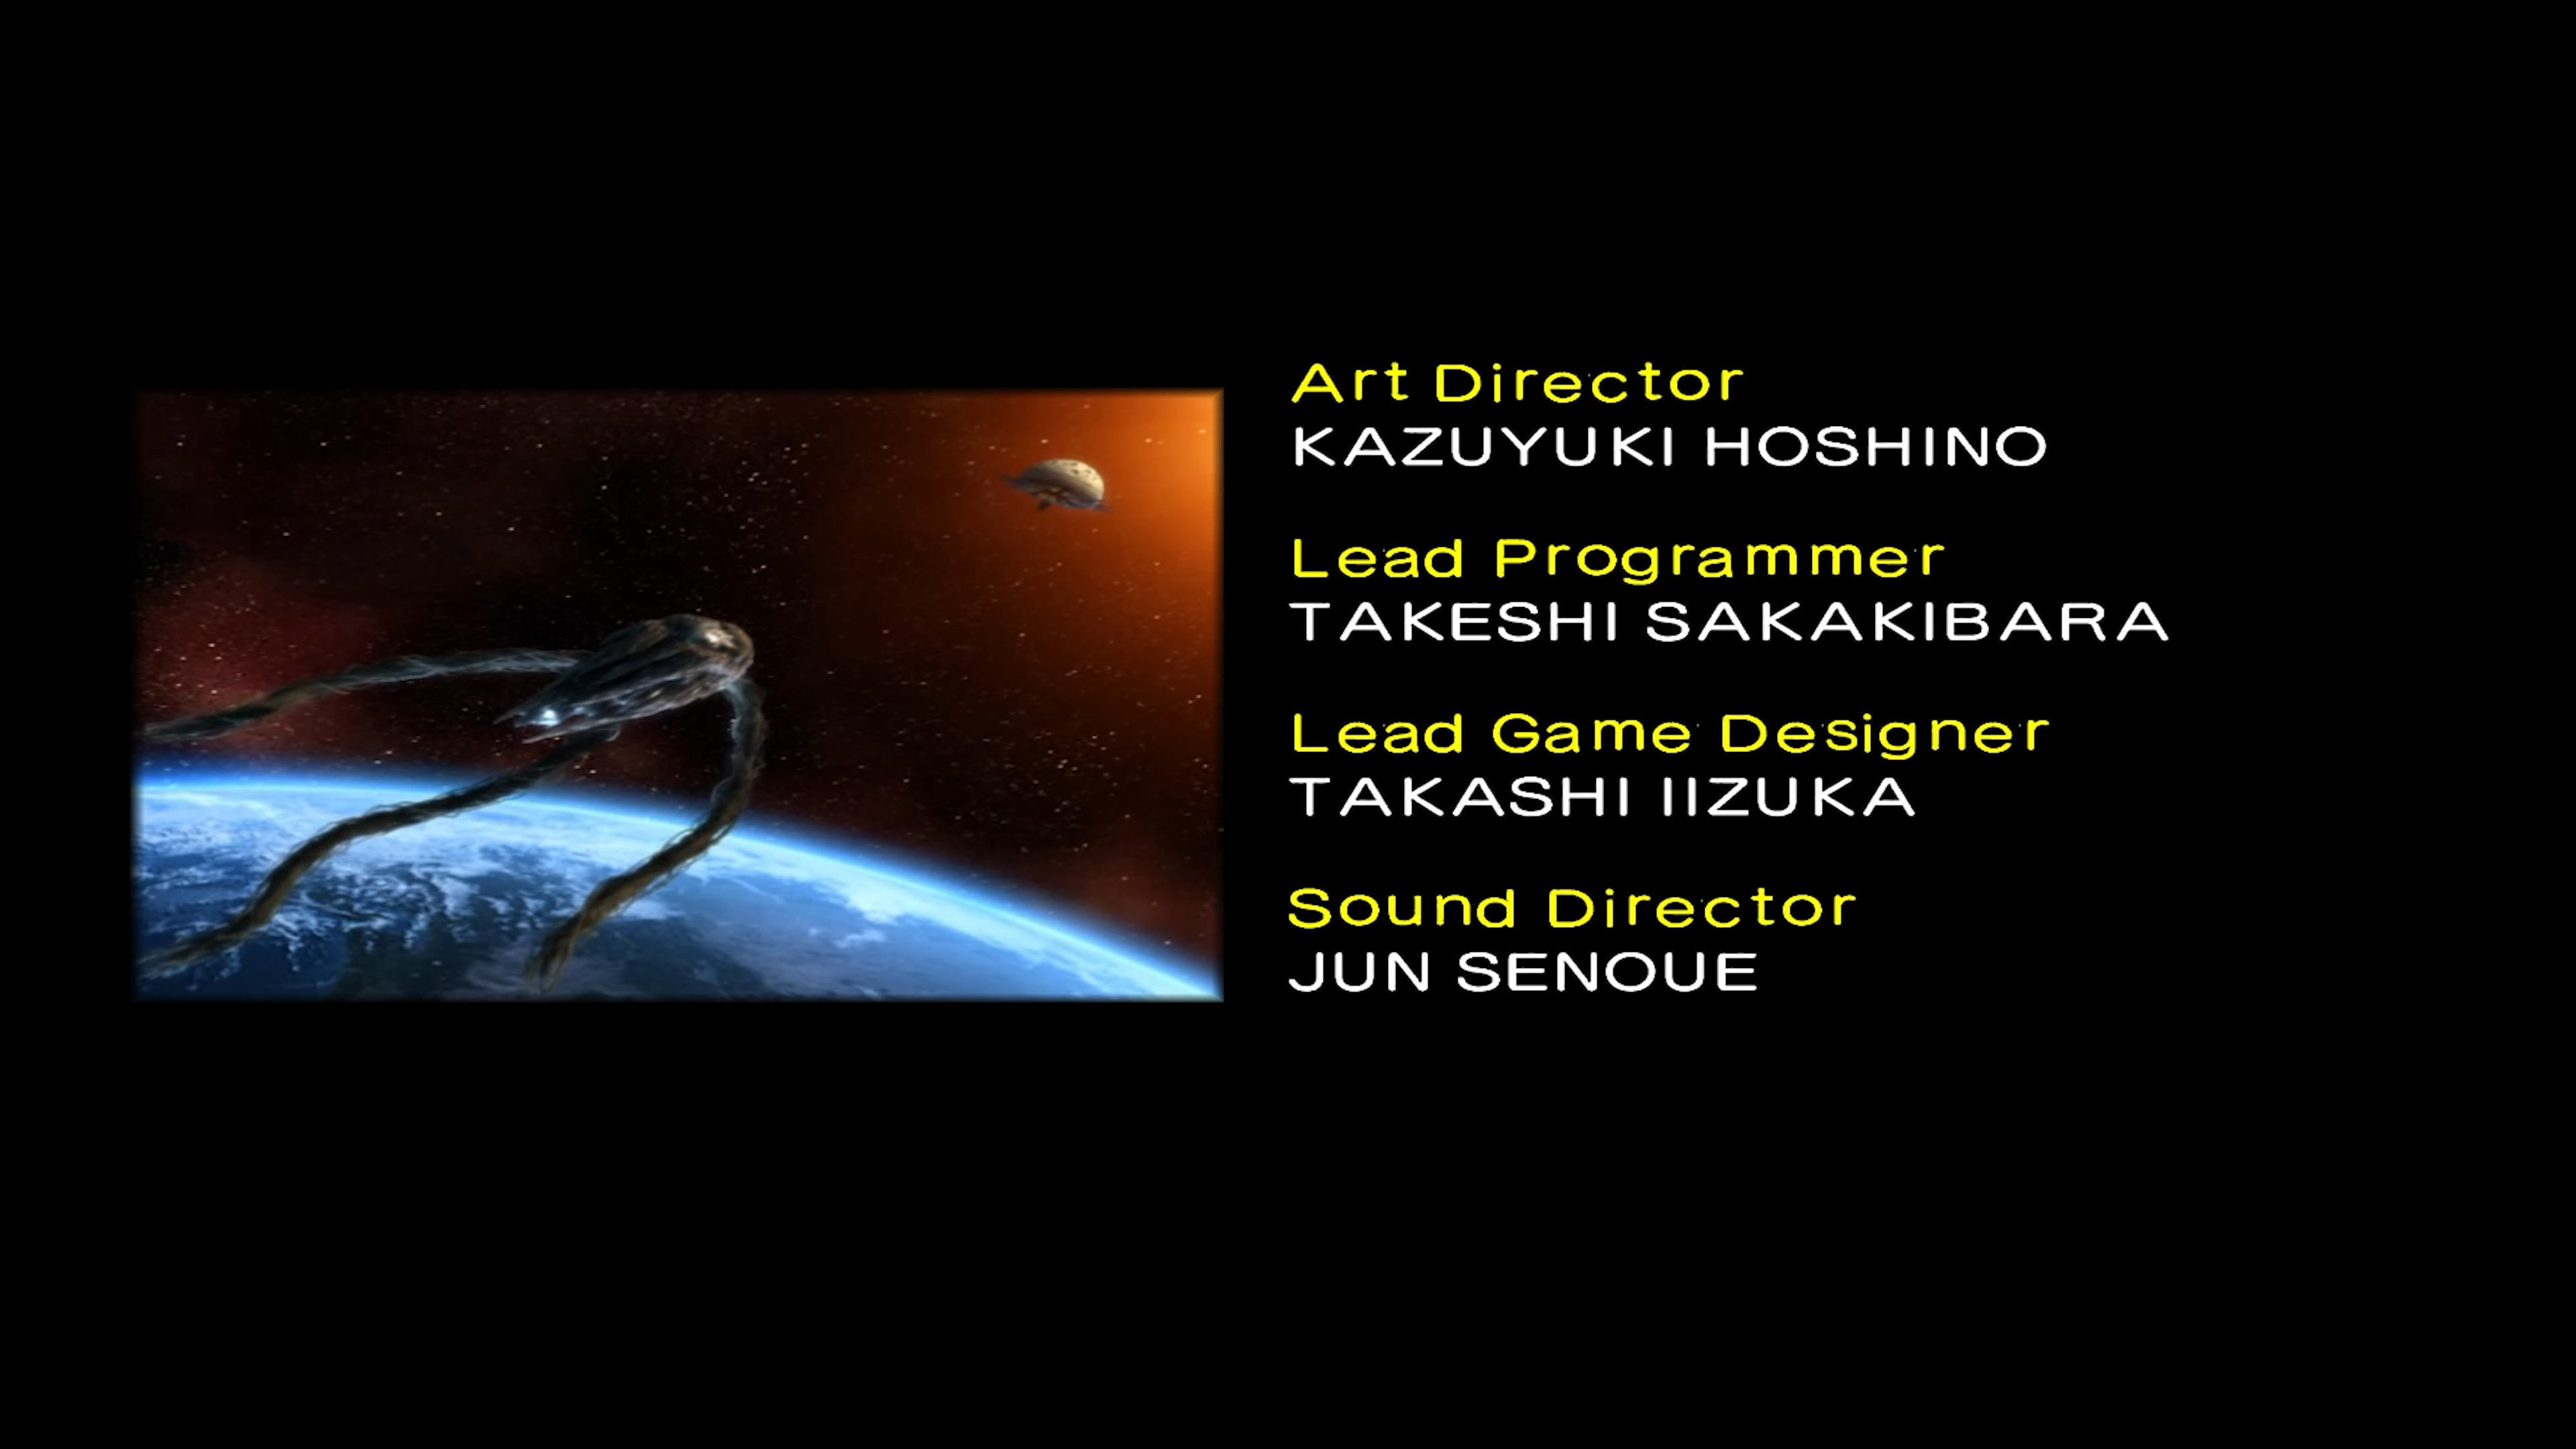 Art Director
KAZUYUKI HOSHINO
Lead Programmer
TAKESHI SAKAKIBARA
Lead Game Designer
TAKASHI IIZUKA
Sound Director
JUN SENOUE